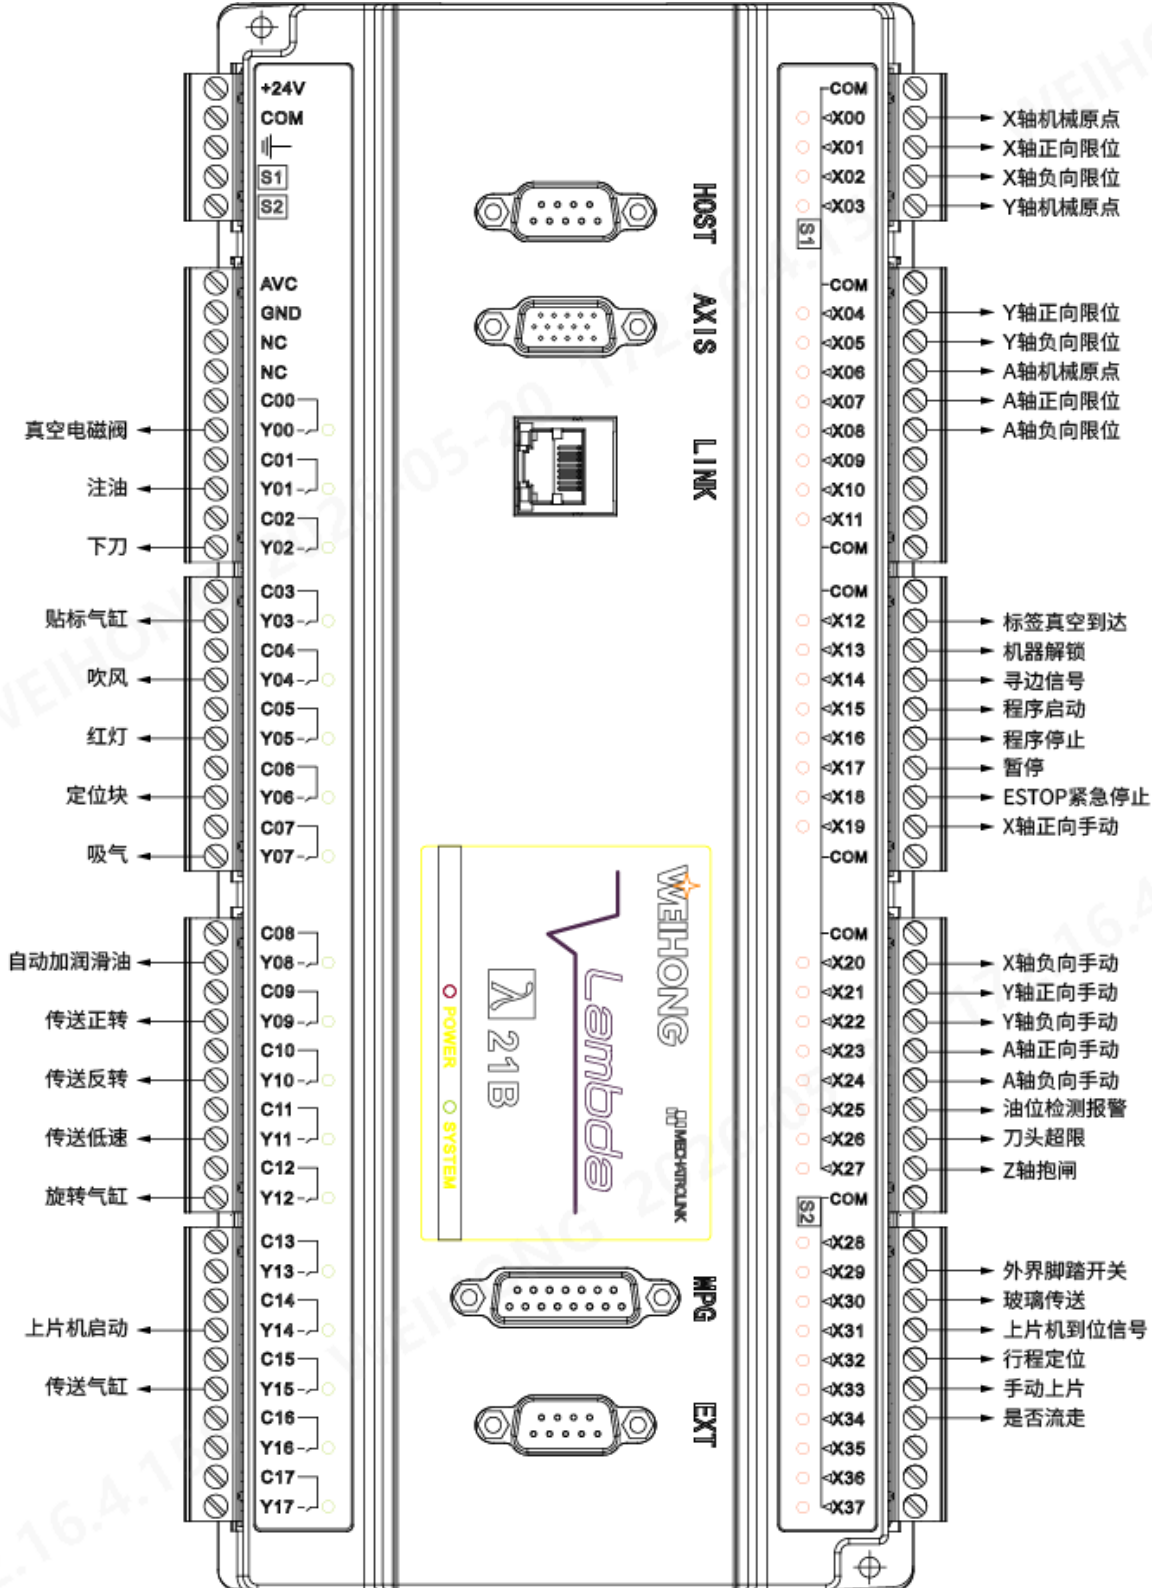 +24V
COM
S1
S2
AVC
GND
NC
NC
C00
真空电磁阀
Y00
C01
注油
Y01
C02
下刀
Y02
C03
贴标气缸
Y03
C04
吹风
Y04
C05
红灯
Y05
C06
定位块
Y06
C07
吸气
Y07
C08
自动加润滑油
Y08
C09
传送正转
Y09
C10
传送反转
Y10
C11
传送低速
Y11
C12
旋转气缸
Y12
C13
Y13
C14
上片机启动
Y14
C15
传送气缸
Y15
C16
Y16
C17
Y17
HOST
AXIS
LINK
WEIHONG
Lambda
MECHATROLINK
λ 21B
POWER
SYSTEM
MPG
EXT
COM
X00 X轴机械原点
X01 X轴正向限位
X02 X轴负向限位
X03 Y轴机械原点
S1
COM
X04 Y轴正向限位
X05 Y轴负向限位
X06 A轴机械原点
X07 A轴正向限位
X08 A轴负向限位
X09
X10
X11
COM
COM
X12 标签真空到达
X13 机器解锁
X14 寻边信号
X15 程序启动
X16 程序停止
X17 暂停
X18 ESTOP紧急停止
X19 X轴正向手动
COM
COM
X20 X轴负向手动
X21 Y轴正向手动
X22 Y轴负向手动
X23 A轴正向手动
X24 A轴负向手动
X25 油位检测报警
X26 刀头超限
X27 Z轴抱闸
S2
COM
X28
X29 外界脚踏开关
X30 玻璃传送
X31 上片机到位信号
X32 行程定位
X33 手动上片
X34 是否流走
X35
X36
X37